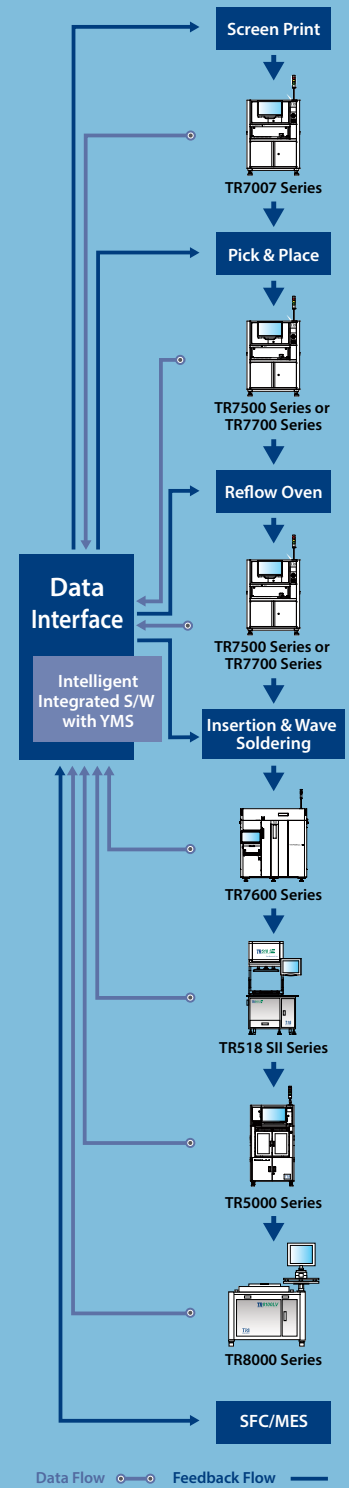 Screen Print
TR7007 Series
Pick & Place
TR7500 Series or
TR7700 Series
Reflow Oven
Data
Interface
Intelligent
Integrated S/W
with YMS
TR7500 Series or
TR7700 Series
Insertion & Wave
Soldering
TR7600 Series
TR518 SII Series
TR5000 Series
TR8100LV
TRI
TR8000 Series
SFC/MES
Data Flow
Feedback Flow